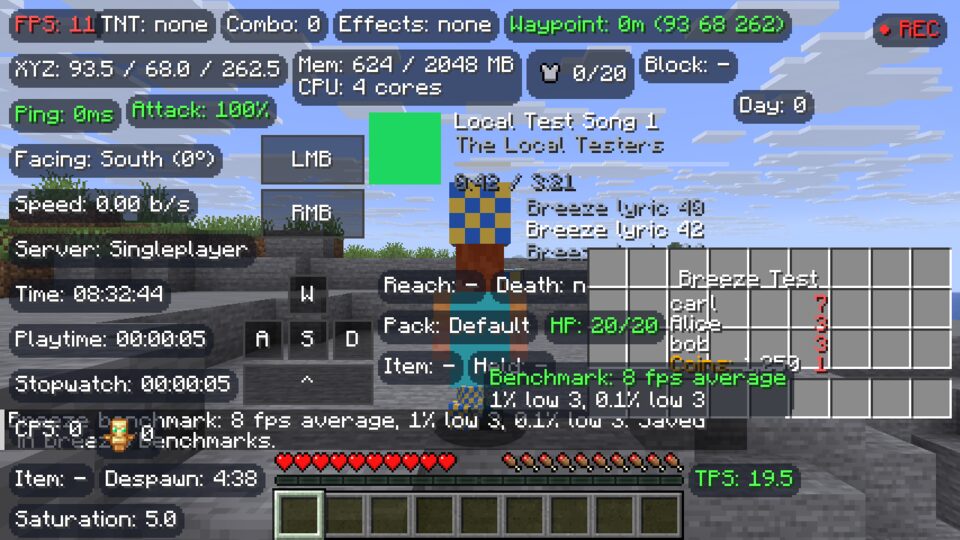 FPS: 11
TNT: none
Combo: 0
Effects: none
Waypoint: 0m (93 68 262)
REC
XYZ: 93.5 / 68.0 / 262.5
Mem: 624 / 2048 MB
CPU: 4 cores
0/20
Block: -
Day: 0
Ping: 0ms
Attack: 100%
Local Test Song 1
The Local Testers
0:42 / 3:21
Facing: South (0°)
LMB
Speed: 0.00 b/s
RMB
Breeze lyric 40
Breeze lyric 42
Breeze lyric
Server: Singleplayer
Reach: -
Death: n
Breeze Test
Time: 08:32:44
W
carl 7
Alice 3
bob 3
Coins: 1,250 1
Pack: Default
HP: 20/20
Playtime: 00:00:05
A
S
D
Item: -
Stopwatch: 00:00:05
^
Benchmark: 8 fps average
1% low 3, 0.1% low 3
Breeze benchmark: 8 fps average, 1% low 3, 0.1% low 3. Saved
in breeze benchmarks.
CPS: 0
0
Item: -
Despawn: 4:38
TPS: 19.5
Saturation: 5.0